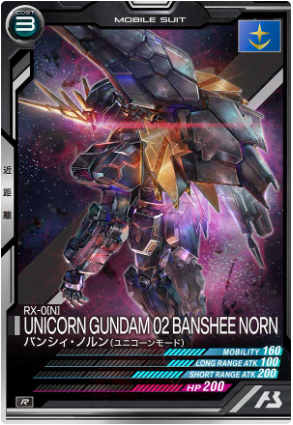 COST
3
MOBILE SUIT
近距離
RX-0[N]
UNICORN GUNDAM 02 BANSHEE NORN
バンシィ・ノルン(ユニコーンモード)
MOBILITY 160
LONG RANGE ATK 100
SHORT RANGE ATK 200
HP 200
R